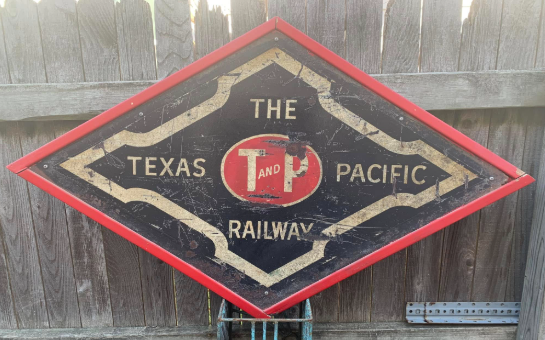 THE
TEXAS T AND P PACIFIC
RAILWAY